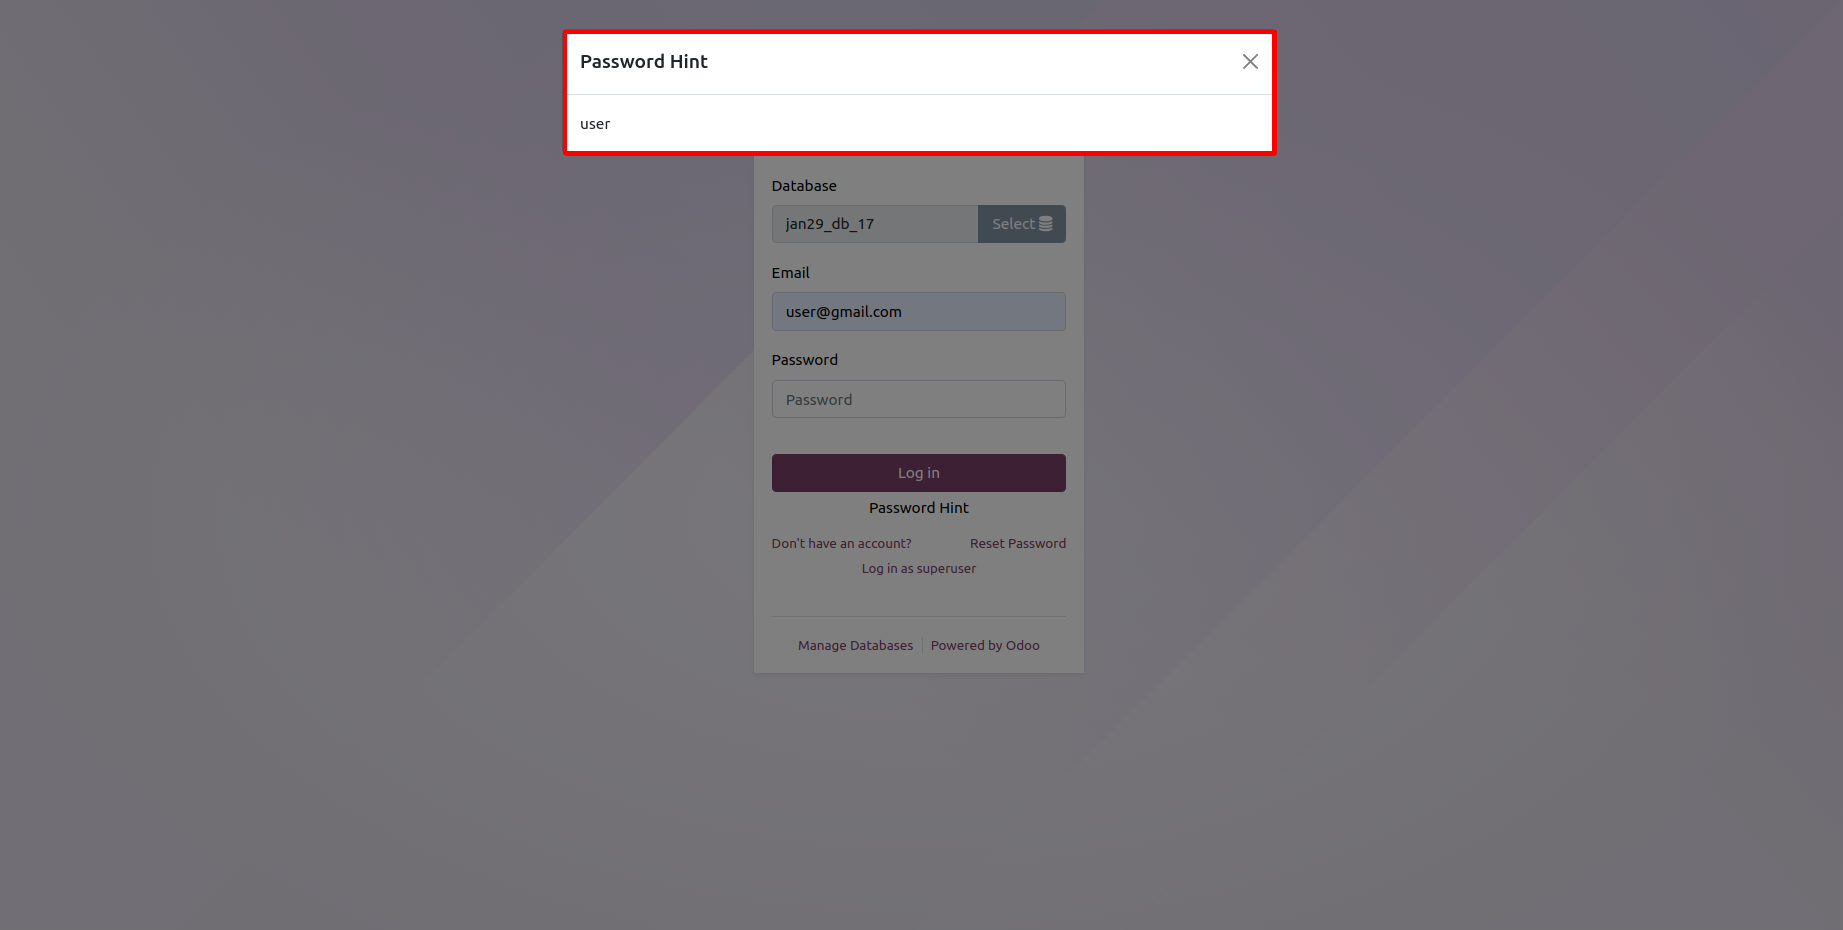 Password Hint
user
Database
jan29_db_17
Select
Email
user@gmail.com
Password
Password
Log in
Password Hint
Don't have an account? Reset Password
Log in as superuser
Manage Databases Powered by Odoo